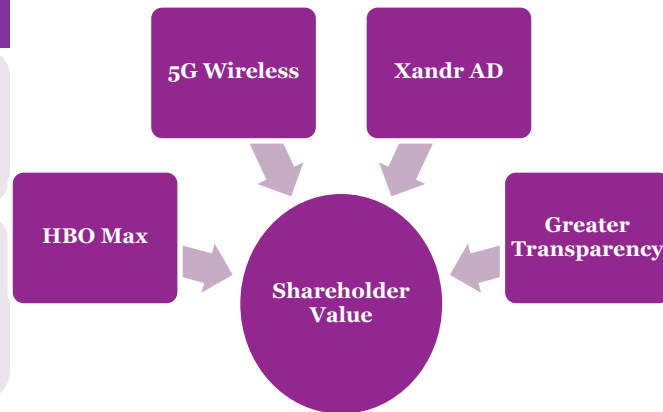 5G Wireless
Xandr AD
HBO Max
Greater
Transparency
Shareholder
Value